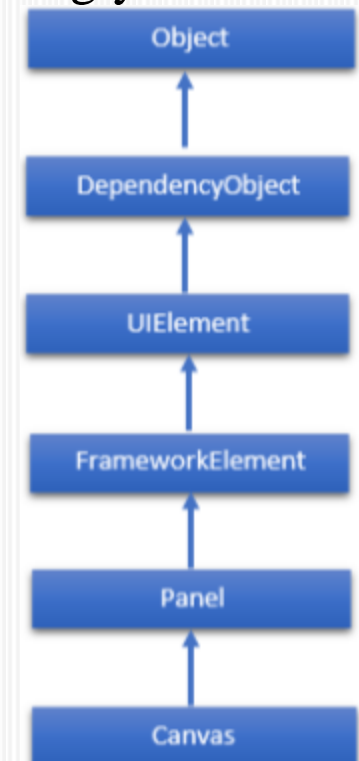 Object
DependencyObject
UIElement
FrameworkElement
Panel
Canvas